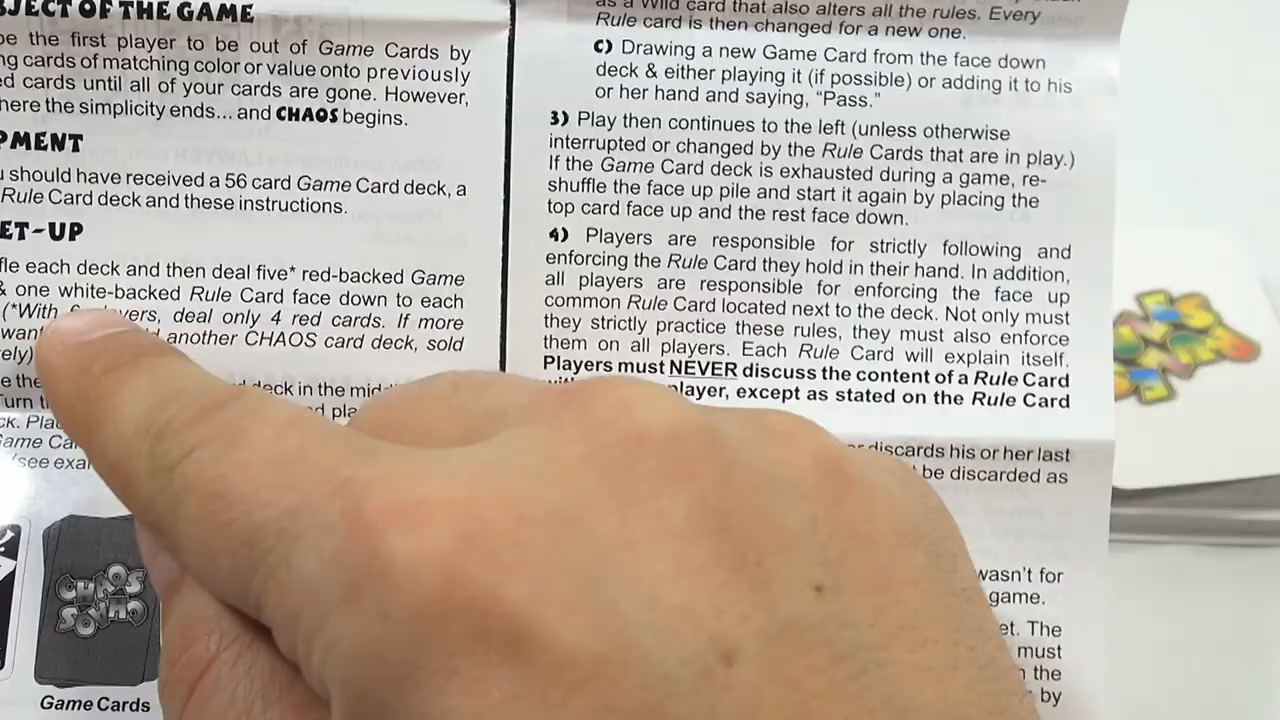 JECT OF THE GAME
be the first player to be out of Game Cards by
ng cards of matching color or value onto previously
ed cards until all of your cards are gone. However,
here the simplicity ends... and CHAOS begins.
PMENT
u should have received a 56 card Game Card deck, a
Rule Card deck and these instructions.
ET-UP
fle each deck and then deal five* red-backed Game
& one white-backed Rule Card face down to each
(*With 6 yers, deal only 4 red cards. If more
want another CHAOS card deck, sold
ely)
e the deck in the mid-
Turn t d pla
ck. Pla
Game Ca
(see exa
CHAOS
CHAOS
Game Cards
as a Wild card that also alters all the rules. Every
Rule card is then changed for a new one.
C) Drawing a new Game Card from the face down
deck & either playing it (if possible) or adding it to his
or her hand and saying, “Pass.”
3) Play then continues to the left (unless otherwise
interrupted or changed by the Rule Cards that are in play.)
If the Game Card deck is exhausted during a game, re-
shuffle the face up pile and start it again by placing the
top card face up and the rest face down.
4) Players are responsible for strictly following and
enforcing the Rule Card they hold in their hand. In addition,
all players are responsible for enforcing the face up
common Rule Card located next to the deck. Not only must
they strictly practice these rules, they must also enforce
them on all players. Each Rule Card will explain itself.
Players must NEVER discuss the content of a Rule Card
player, except as stated on the Rule Card
discards his or her last
be discarded as
wasn't for
game.
et. The
must
the
by